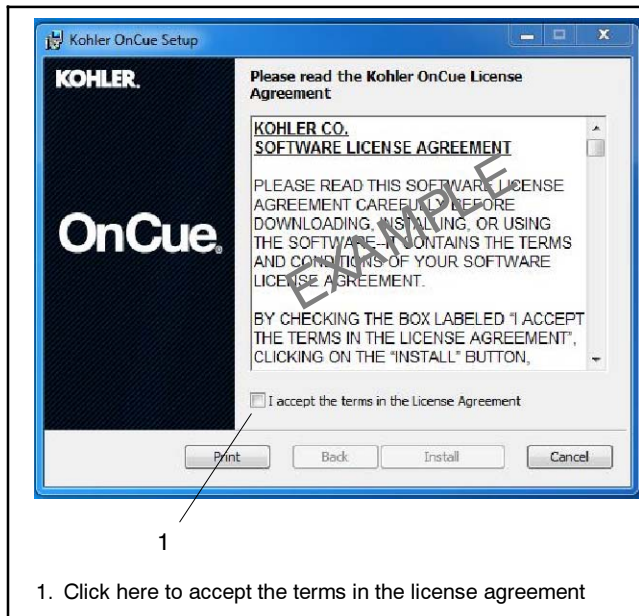 Kohler OnCue Setup
KOHLER®
OnCue®
Please read the Kohler OnCue License
Agreement
KOHLER CO.
SOFTWARE LICENSE AGREEMENT
PLEASE READ THIS SOFTWARE LICENSE
AGREEMENT CAREFULLY BEFORE
DOWNLOADING, INSTALLING, OR USING
THE SOFTWARE--IT CONTAINS THE TERMS
AND CONDITIONS OF YOUR SOFTWARE
LICENSE AGREEMENT.
BY CHECKING THE BOX LABELED "I ACCEPT
THE TERMS IN THE LICENSE AGREEMENT",
CLICKING ON THE "INSTALL" BUTTON,
EXAMPLE
I accept the terms in the License Agreement
Print Back Install Cancel
1
1. Click here to accept the terms in the license agreement